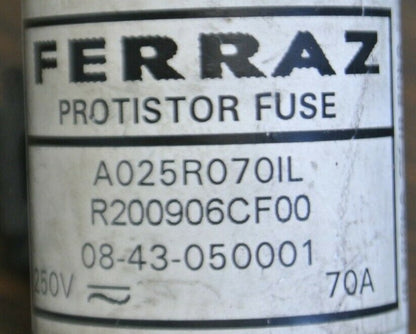 FERRAZ
PROTISTOR FUSE
A025R070IL
R200906CF00
08-43-050001
250V 70A